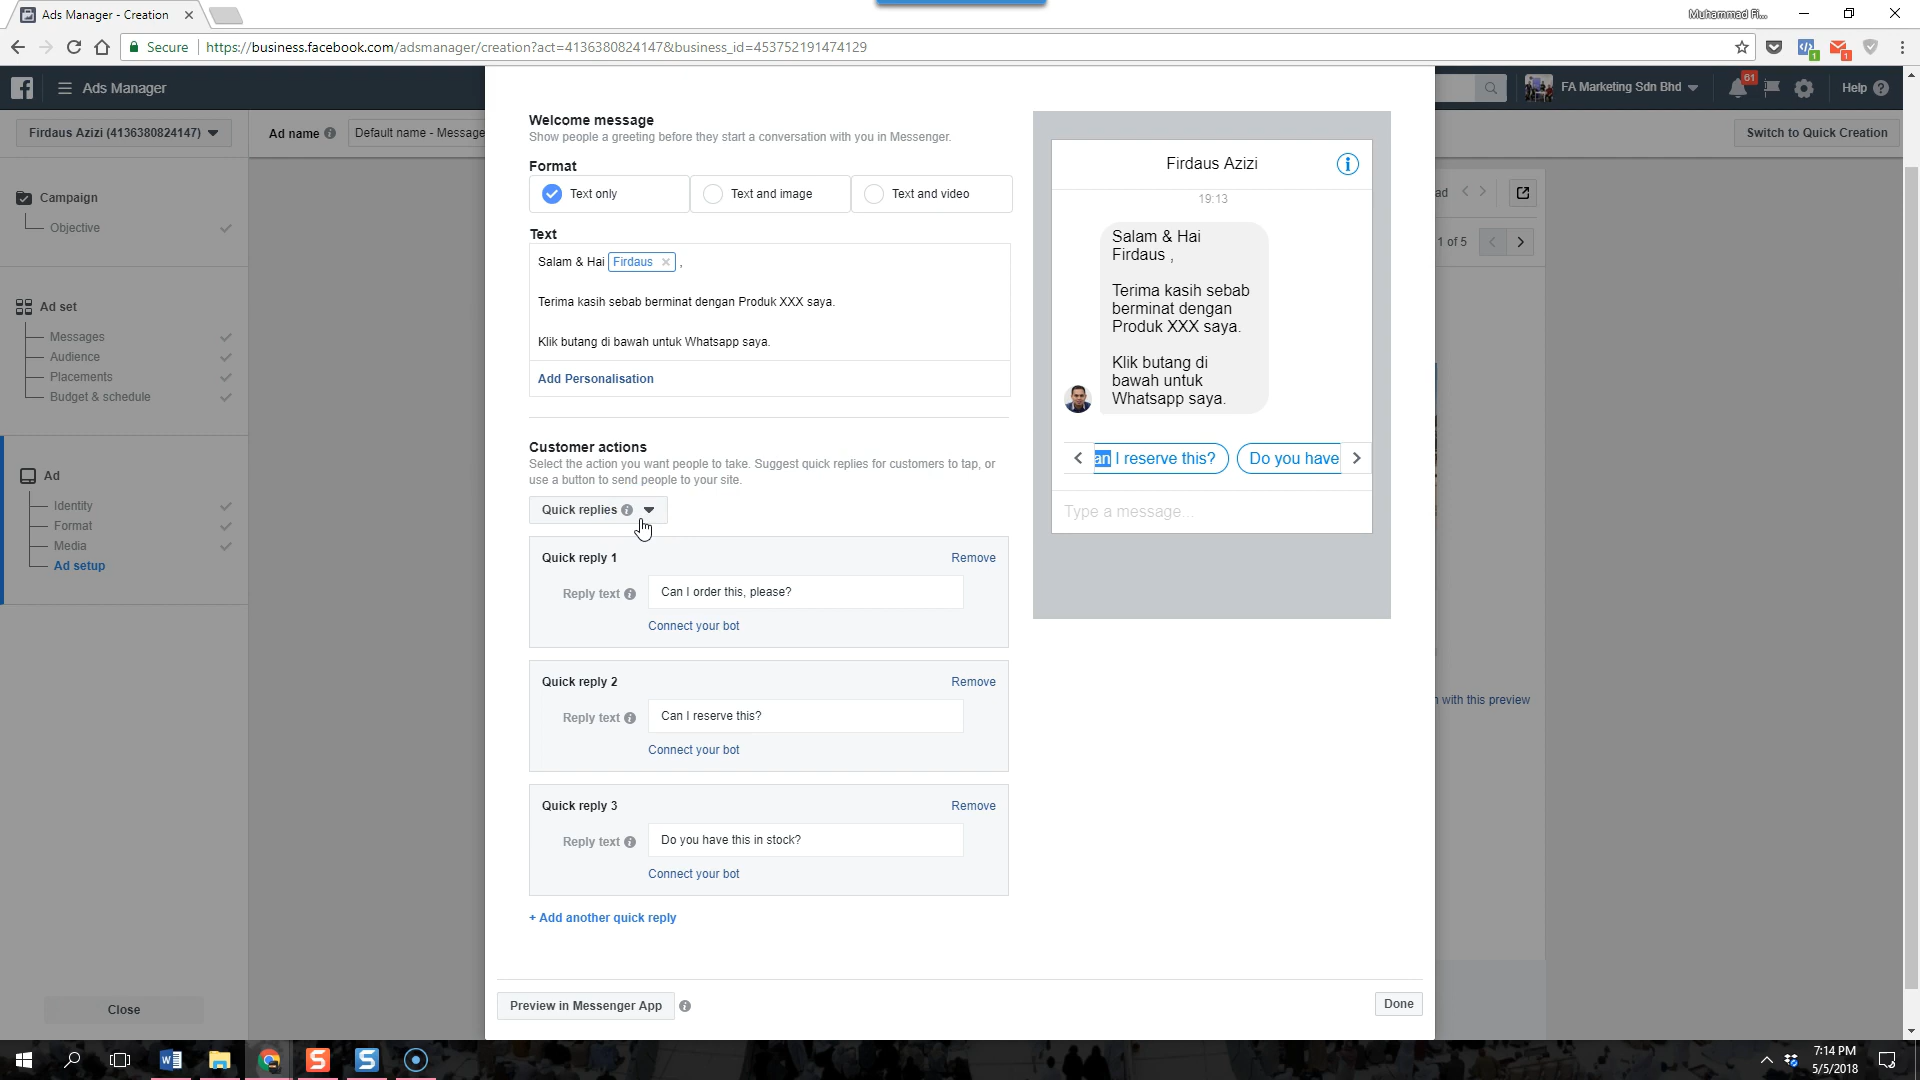 Ads Manager - Creation
Muhammad Fi...
Secure
https://business.facebook.com/adsmanager/creation?act=4136380824147&business_id=453752191474129
1
1
Ads Manager
61
FA Marketing Sdn Bhd
Help
Firdaus Azizi (4136380824147)
Ad name
Default name - Message
Switch to Quick Creation
Campaign
Objective
Ad set
Messages
Audience
Placements
Budget & schedule
Ad
Identity
Format
Media
Ad setup
Close
Welcome message
Show people a greeting before they start a conversation with you in Messenger.
Format
Text only
Text and image
Text and video
Text
Salam & Hai Firdaus ,
Terima kasih sebab berminat dengan Produk XXX saya.
Klik butang di bawah untuk Whatsapp saya.
Add Personalisation
Customer actions
Select the action you want people to take. Suggest quick replies for customers to tap, or
use a button to send people to your site.
Quick replies
Quick reply 1
Remove
Reply text
Can I order this, please?
Connect your bot
Quick reply 2
Remove
Reply text
Can I reserve this?
Connect your bot
Quick reply 3
Remove
Reply text
Do you have this in stock?
Connect your bot
+ Add another quick reply
Preview in Messenger App
Done
Firdaus Azizi
19:13
Salam & Hai
Firdaus ,
Terima kasih sebab
berminat dengan
Produk XXX saya.
Klik butang di
bawah untuk
Whatsapp saya.
an I reserve this?
Do you have
Type a message...
ad
1 of 5
with this preview
7:14 PM
5/5/2018